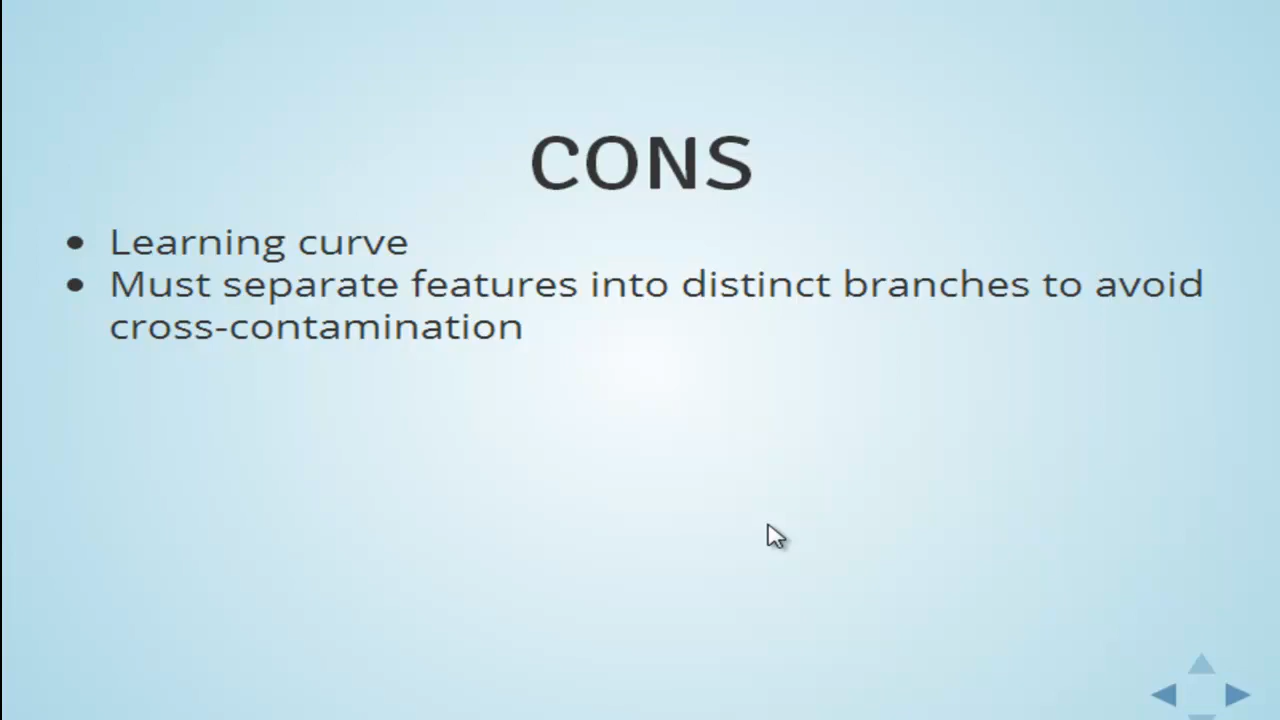 CONS
• Learning curve
• Must separate features into distinct branches to avoid
cross-contamination